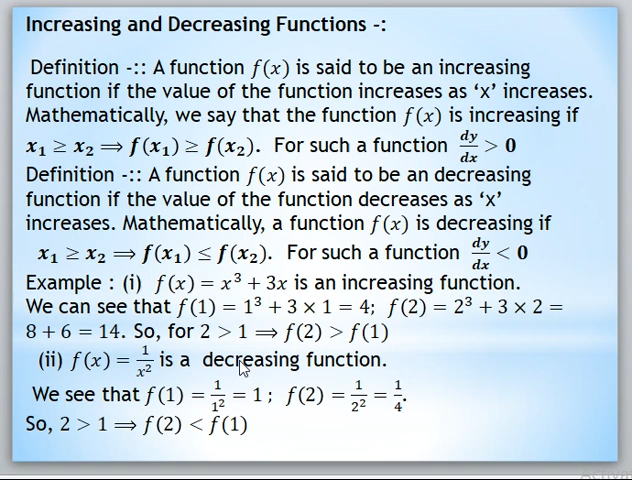 Increasing and Decreasing Functions -:
Definition -:: A function f(x) is said to be an increasing
function if the value of the function increases as ‘x’ increases.
Mathematically, we say that the function f(x) is increasing if
x₁ ≥ x₂ ⟹ f(x₁) ≥ f(x₂). For such a function dy/dx > 0
Definition -:: A function f(x) is said to be an decreasing
function if the value of the function decreases as ‘x’
increases. Mathematically, a function f(x) is decreasing if
x₁ ≥ x₂ ⟹ f(x₁) ≤ f(x₂). For such a function dy/dx < 0
Example : (i) f(x) = x³ + 3x is an increasing function.
We can see that f(1) = 1³ + 3 × 1 = 4; f(2) = 2³ + 3 × 2 =
8 + 6 = 14. So, for 2 > 1 ⟹ f(2) > f(1)
(ii) f(x) = 1/x² is a decreasing function.
We see that f(1) = 1/1² = 1 ; f(2) = 1/2² = 1/4.
So, 2 > 1 ⟹ f(2) < f(1)